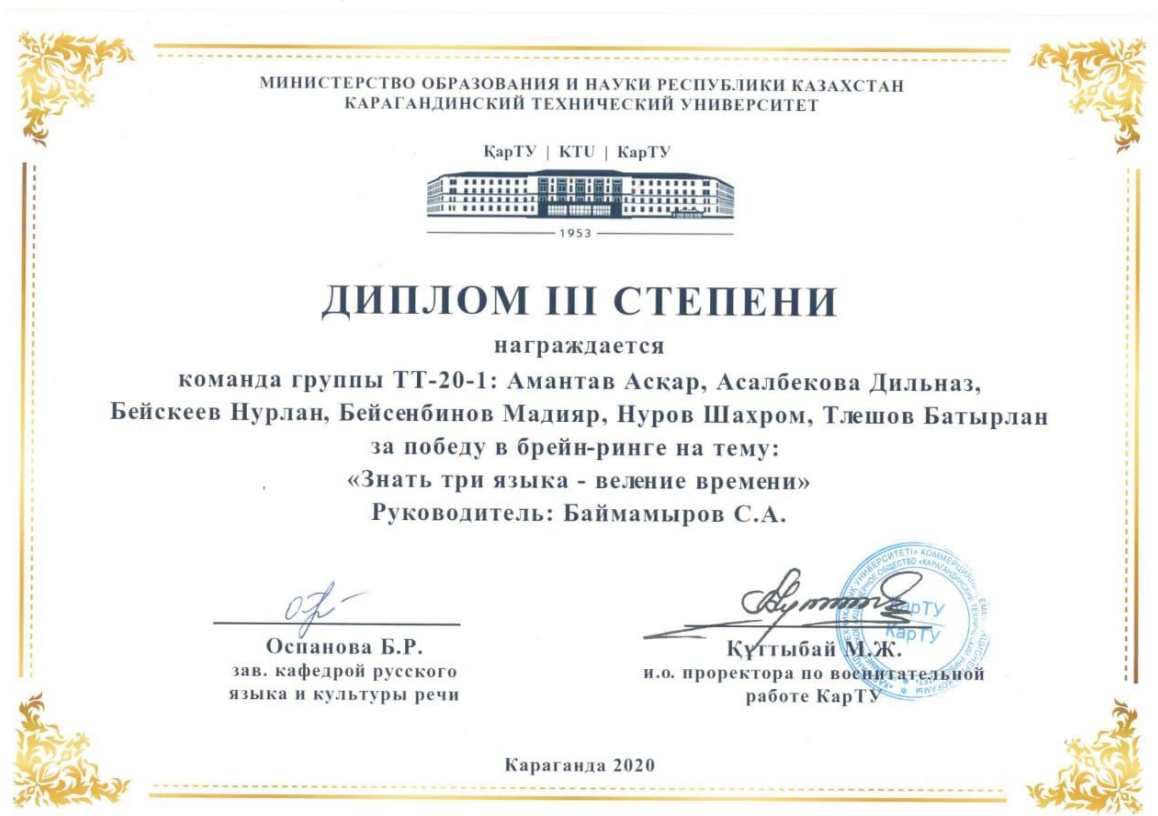 МИНИСТЕРСТВО ОБРАЗОВАНИЯ И НАУКИ РЕСПУБЛИКИ КАЗАХСТАН
КАРАГАНДИНСКИЙ ТЕХНИЧЕСКИЙ УНИВЕРСИТЕТ
ҚарТУ | KTU | КарТУ
1953
ДИПЛОМ III СТЕПЕНИ
награждается
команда группы ТТ-20-1: Амантав Асқар, Асалбекова Дильназ,
Бейскеев Нурлан, Бейсенбинов Мадияр, Нуров Шахром, Тлешов Батырлан
за победу в брейн-ринге на тему:
«Знать три языка - веление времени»
Руководитель: Баймамыров С.А.
ҚарТУ
КарТУ
Оспанова Б.Р.
зав. кафедрой русского
языка и культуры речи
Құттыбай М.Ж.
и.о. проректора по воспитательной
работе КарТУ
Караганда 2020